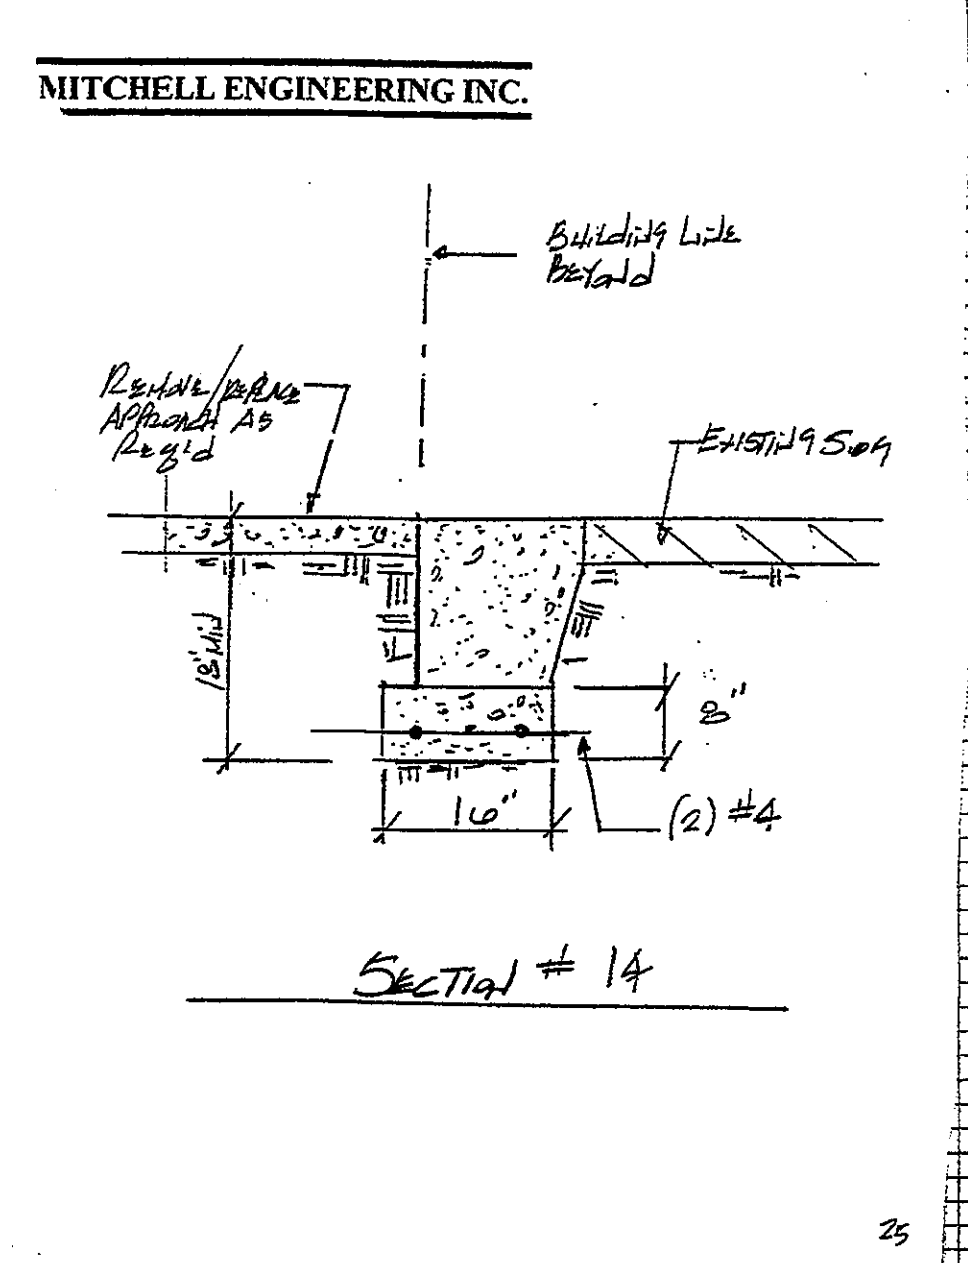 MITCHELL ENGINEERING INC.
Building Line
Beyond
Remove/Replace
Approach As
Req'd
Existing Slab
18" Min
8"
16"
(2) #4
Section # 14
25